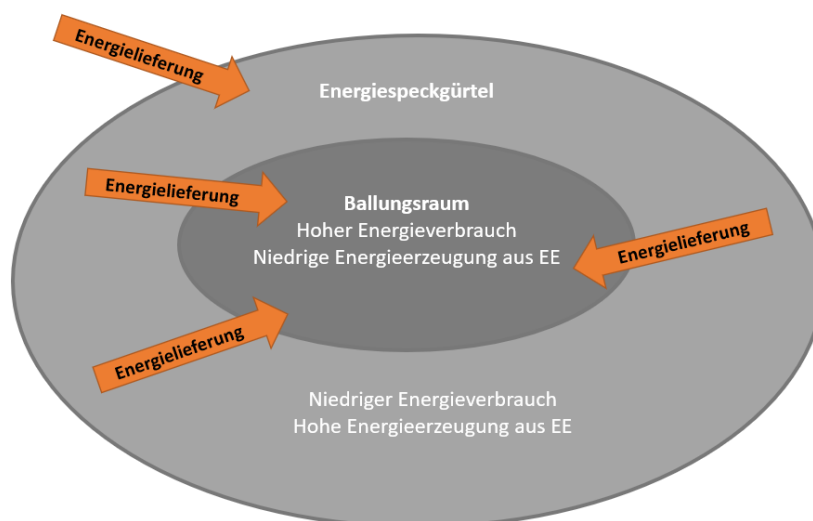 Energielieferung
Energiespeckgürtel
Energielieferung
Ballungsraum
Hoher Energieverbrauch
Niedrige Energieerzeugung aus EE
Energielieferung
Energielieferung
Niedriger Energieverbrauch
Hohe Energieerzeugung aus EE